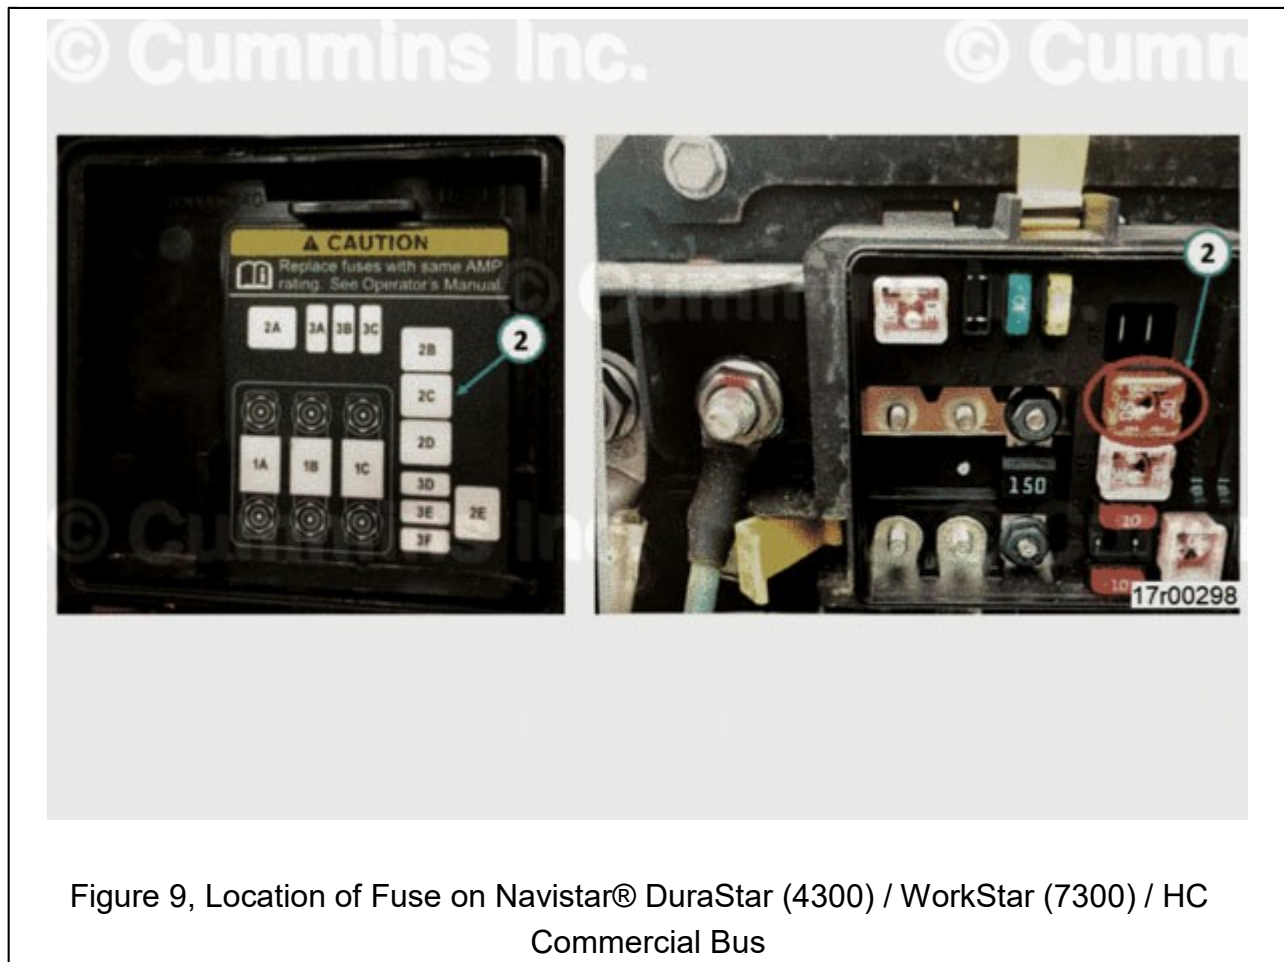 © Cummins Inc.
© Cumm
CAUTION
Replace fuses with same AMP
rating. See Operator's Manual.
2A
3A
3B
3C
2B
2C
2D
3D
3E
3F
2E
1A
1B
1C
2
2
150
10
10
17r00298
Figure 9, Location of Fuse on Navistar® DuraStar (4300) / WorkStar (7300) / HC
Commercial Bus